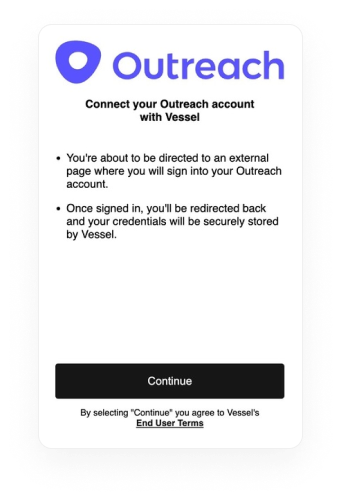 Outreach
Connect your Outreach account
with Vessel
• You're about to be directed to an external
page where you will sign into your Outreach
account.
• Once signed in, you'll be redirected back
and your credentials will be securely stored
by Vessel.
Continue
By selecting "Continue" you agree to Vessel's
End User Terms